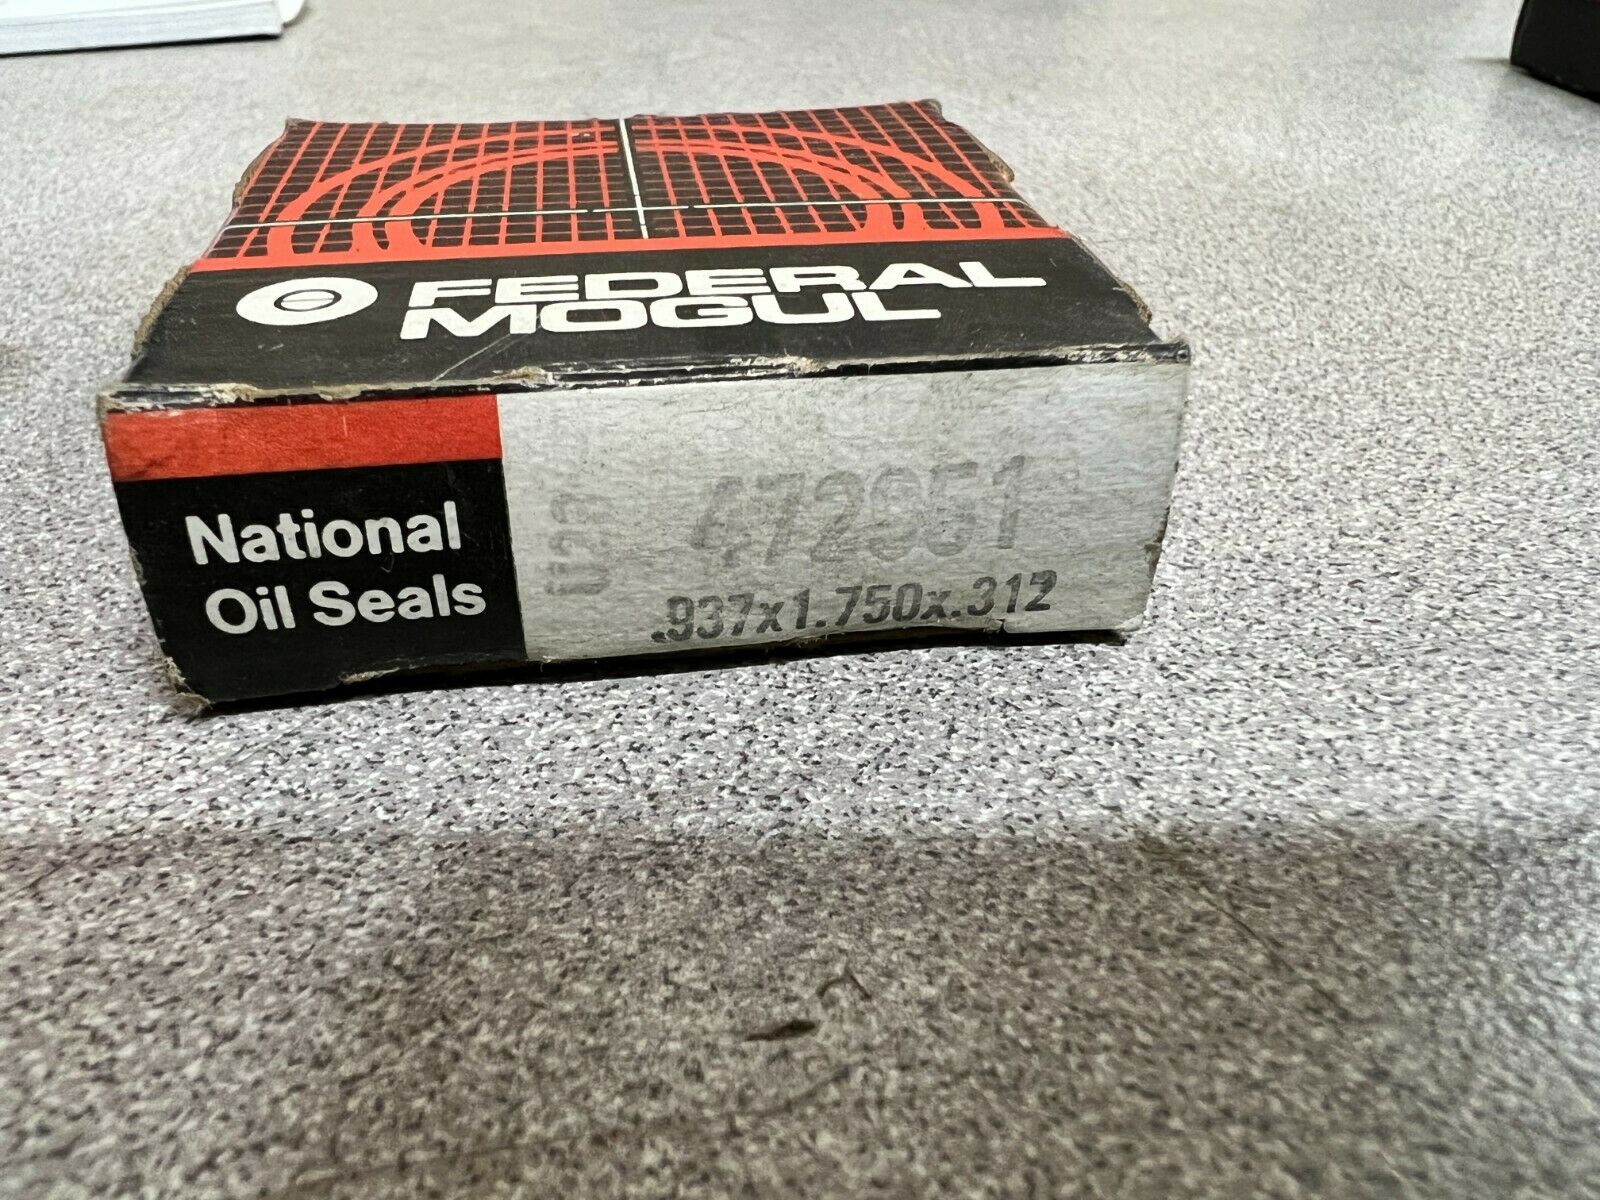 FEDERAL
MOGUL
National
Oil Seals
472951
.937x1.750x.312